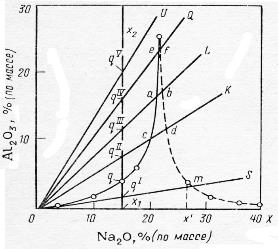 30
20
10
Al₂O₃, % (по массе)
x₂
U
Q
L
K
S
qⱽ
qᴵⱽ
qᴵᴵᴵ
qᴵᴵ
q
qᴵ
e
f
a
b
c
d
m
x₁
0
10
20
x'
30
40
X
Na₂O, % (по массе)